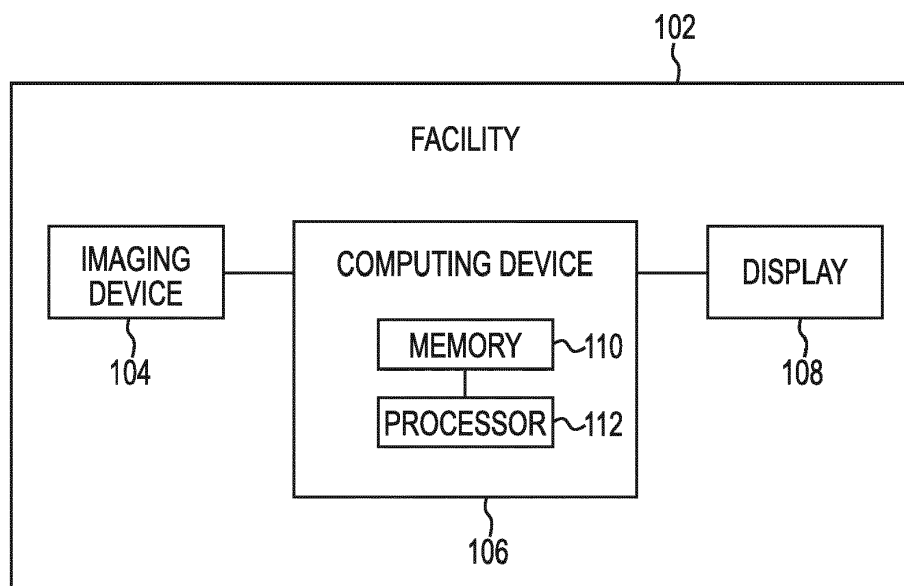 102
FACILITY
IMAGING
DEVICE
104
COMPUTING DEVICE
MEMORY
110
PROCESSOR
112
106
DISPLAY
108